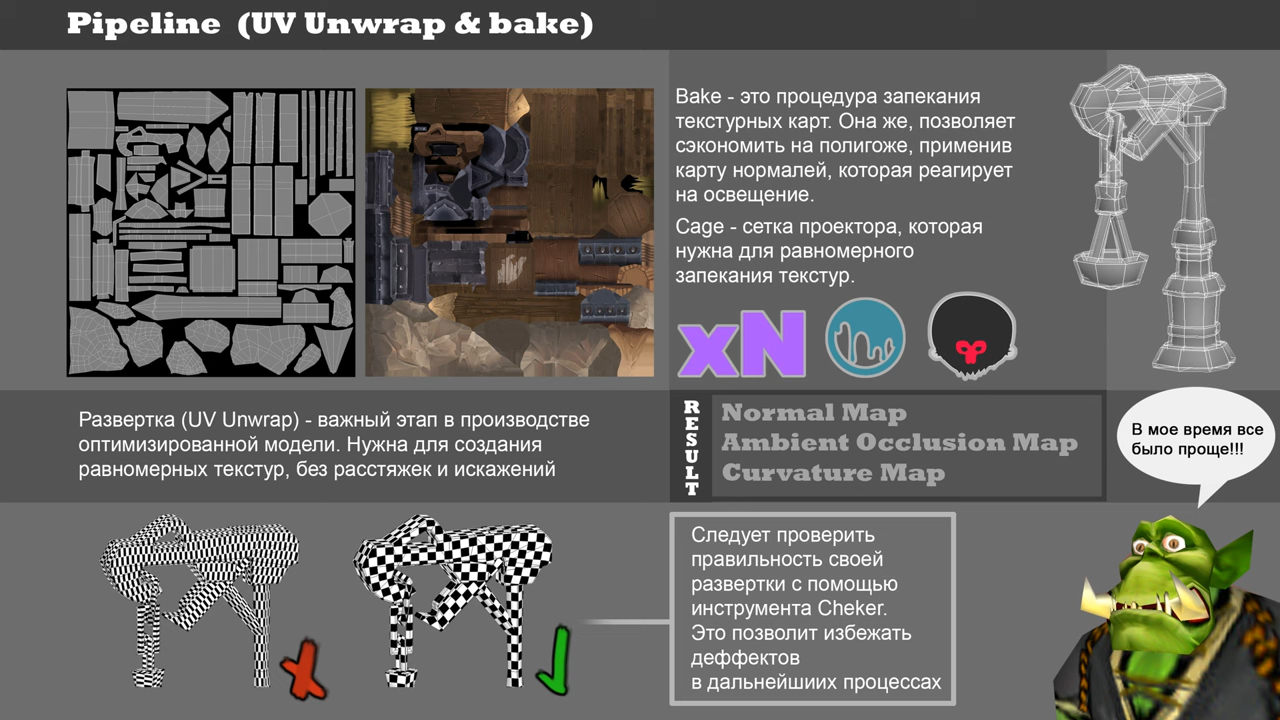 Pipeline (UV Unwrap & bake)
Bake - это процедура запекания
текстурных карт. Она же, позволяет
сэкономить на полигоже, применив
карту нормалей, которая реагирует
на освещение.
Cage - сетка проектора, которая
нужна для равномерного
запекания текстур.
xN
Развертка (UV Unwrap) - важный этап в производстве
оптимизированной модели. Нужна для создания
равномерных текстур, без расстяжек и искажений
RESULT
Normal Map
Ambient Occlusion Map
Curvature Map
В мое время все
было проще!!!
Следует проверить
правильность своей
развертки с помощью
инструмента Cheker.
Это позволит избежать
деффектов
в дальнейшиих процессах